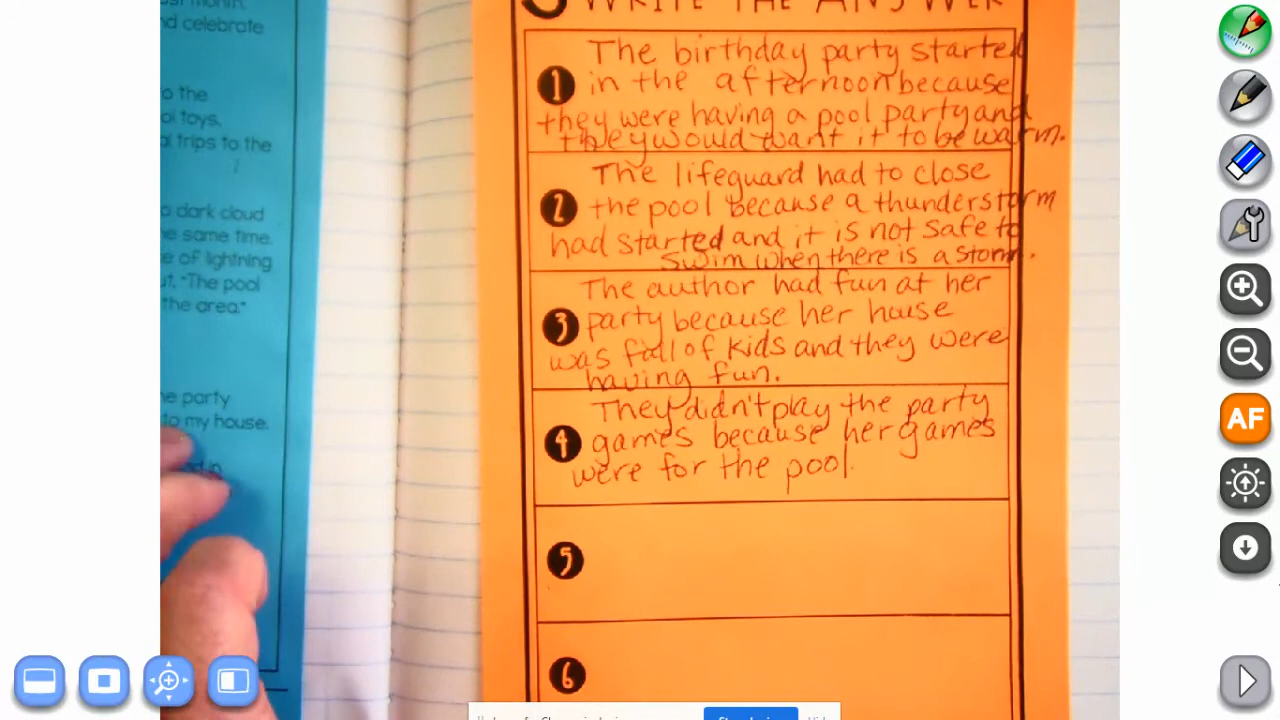 nd celebrate
o the
ol toys.
trips to the
dark cloud
e same time.
e of lightning
ut, "The pool
the area."
e party
to my house.
WRITE THE ANSWER
1
The birthday party started
in the afternoon because
they were having a pool party and
they would want it to be warm.
2
The lifeguard had to close
the pool because a thunderstorm
had started and it is not safe to
swim when there is a storm.
3
The author had fun at her
party because her house
was full of kids and they were
having fun.
4
They didn't play the party
games because her games
were for the pool.
5
6
AF